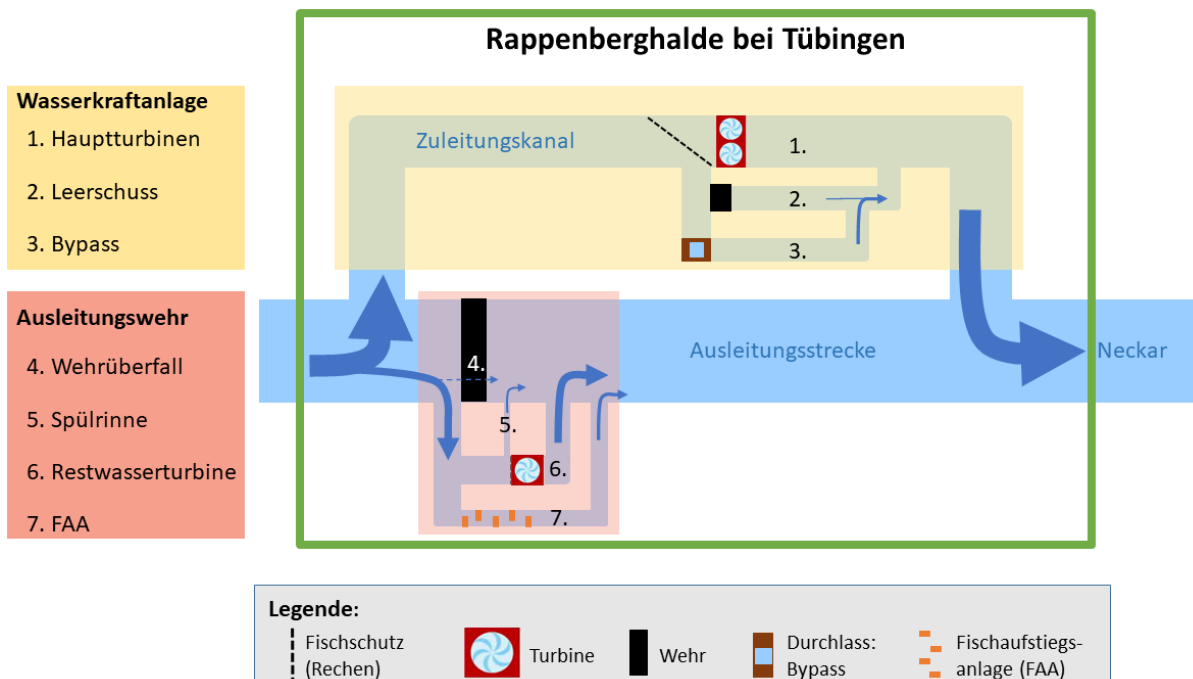 Rappenberghalde bei Tübingen
Wasserkraftanlage
1. Hauptturbinen
2. Leerschuss
3. Bypass
Zuleitungskanal
1.
2.
3.
Ausleitungswehr
4. Wehrüberfall
5. Spülrinne
6. Restwasserturbine
7. FAA
4.
5.
6.
7.
Ausleitungsstrecke
Neckar
Legende:
Fischschutz
(Rechen)
Turbine
Wehr
Durchlass:
Bypass
Fischaufstiegs-
anlage (FAA)